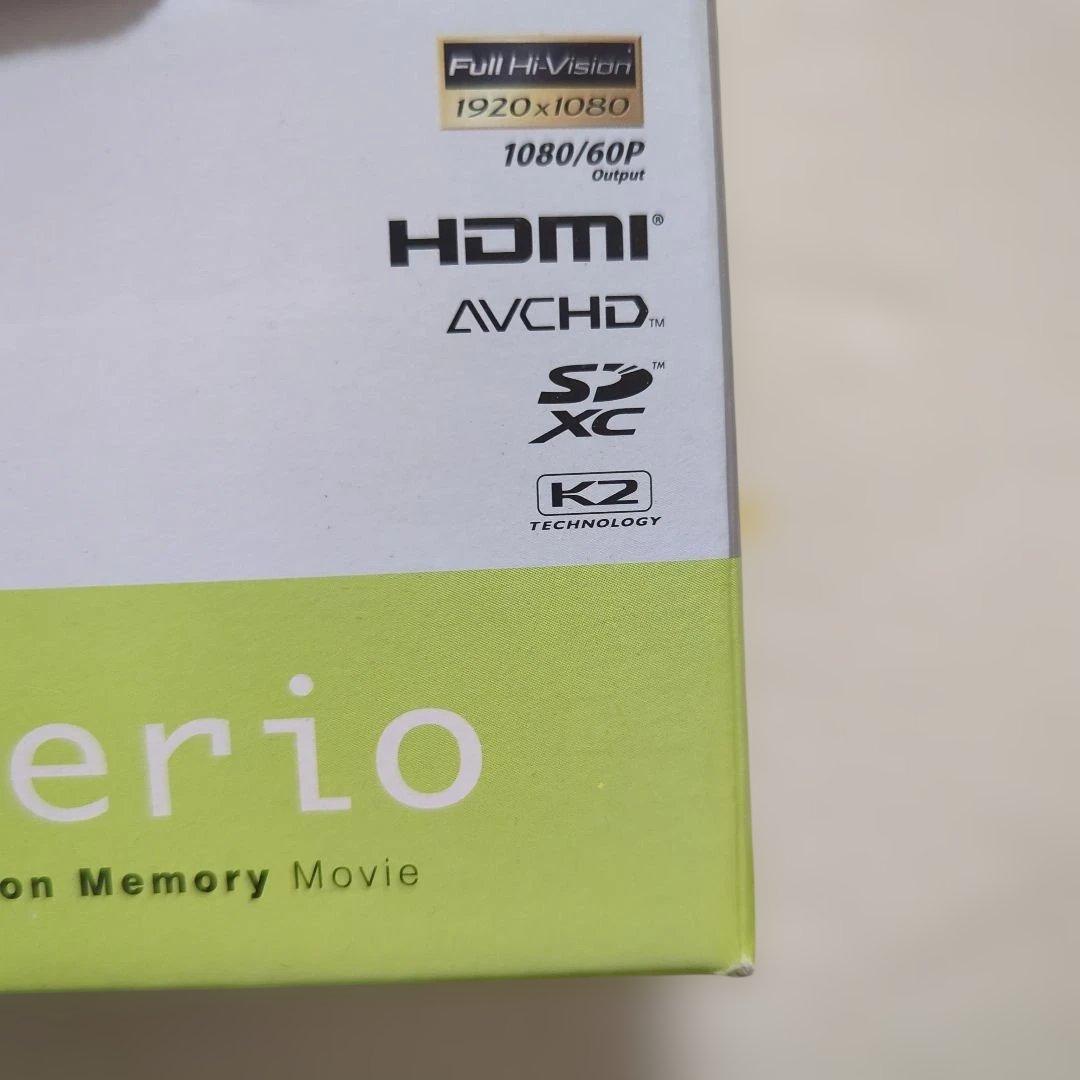 Full Hi-Vision
1920x1080
1080/60P
Output
HDMI®
AVCHD™
SD™
XC
K2
TECHNOLOGY
erio
on Memory Movie